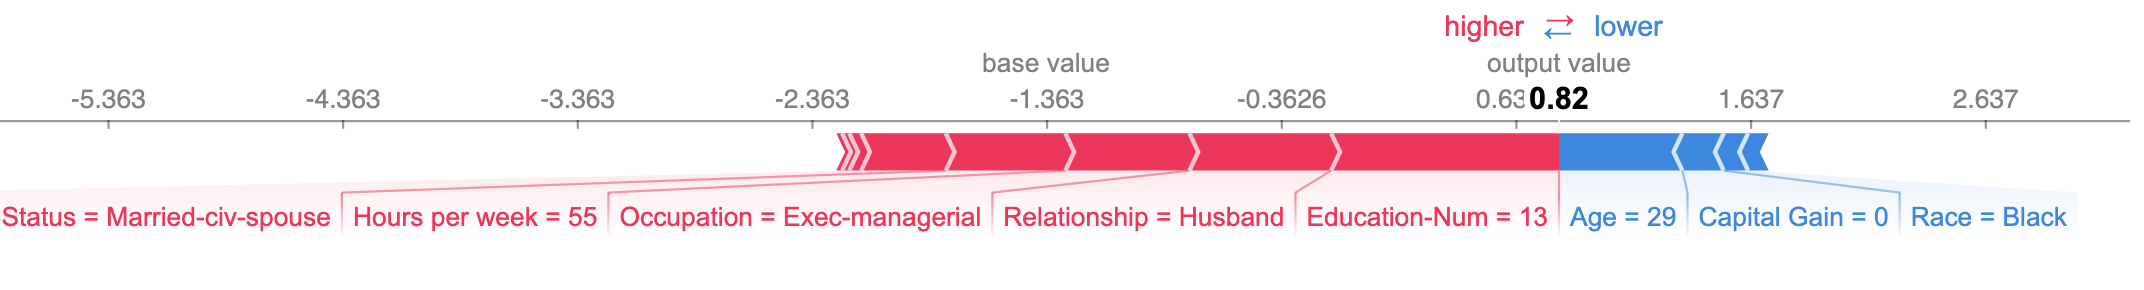 higher ⇄ lower
base value output value
-5.363 -4.363 -3.363 -2.363 -1.363 -0.3626 0.63 0.82 1.637 2.637
Status = Married-civ-spouse Hours per week = 55 Occupation = Exec-managerial Relationship = Husband Education-Num = 13 Age = 29 Capital Gain = 0 Race = Black